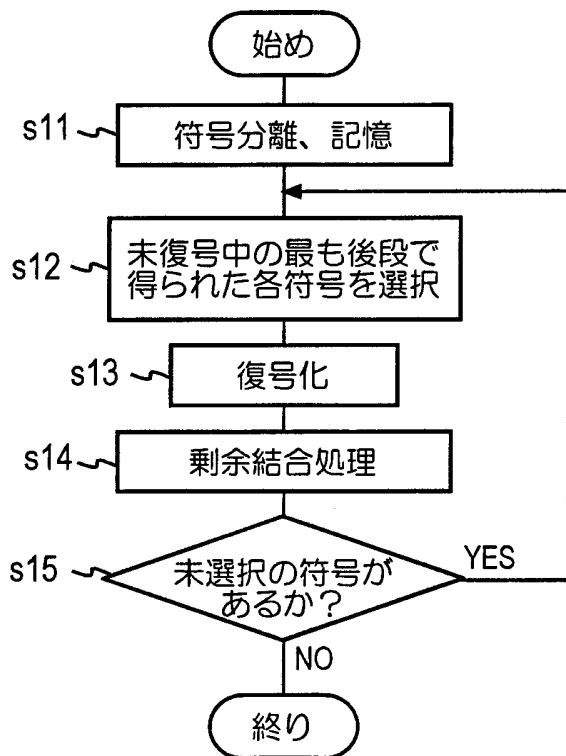 始め
s11
符号分離、記憶
s12
未復号中の最も後段で
得られた各符号を選択
s13
復号化
s14
剰余結合処理
s15
未選択の符号が
あるか？
YES
NO
終り